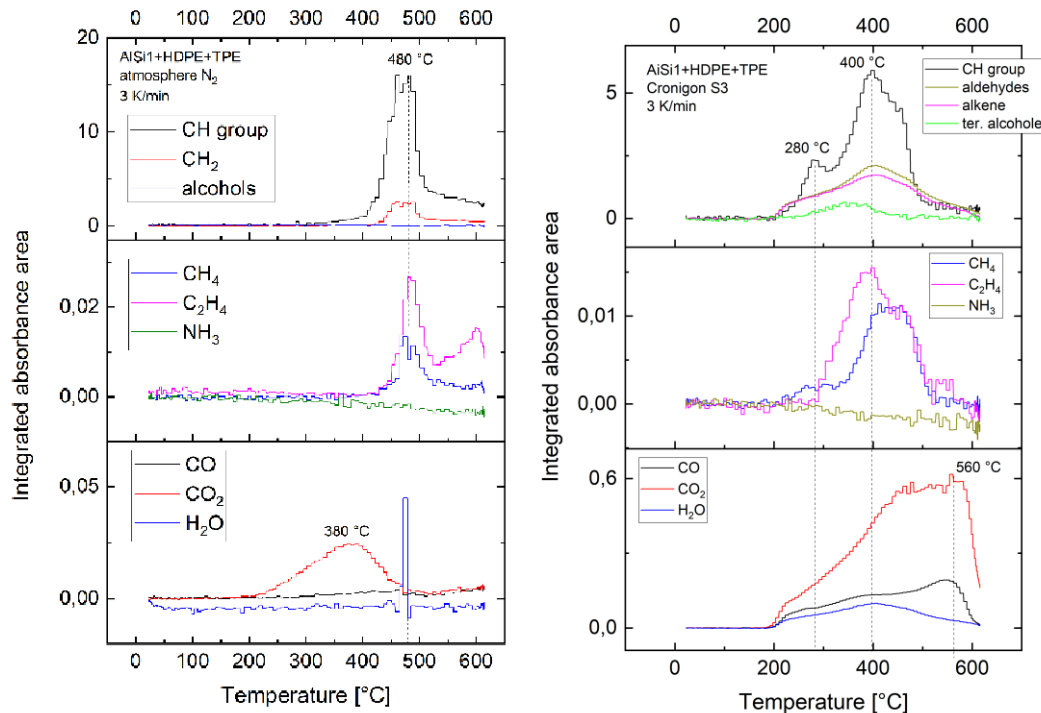 0 100 200 300 400 500 600
AlSi1+HDPE+TPE
atmosphere N₂
3 K/min
480 °C
CH group
CH₂
alcohols
20
10
0
CH₄
C₂H₄
NH₃
0,02
0,00
CO
CO₂
H₂O
380 °C
0,05
0,00
Integrated absorbance area
0 100 200 300 400 500 600
Temperature [°C]
0 200 400 600
AiSi1+HDPE+TPE
Cronigon S3
3 K/min
400 °C
280 °C
CH group
aldehydes
alkene
ter. alcohole
5
0
CH₄
C₂H₄
NH₃
0,01
0,00
CO
CO₂
H₂O
560 °C
0,6
0,0
Integrated absorbance area
0 200 400 600
Temperature [°C]